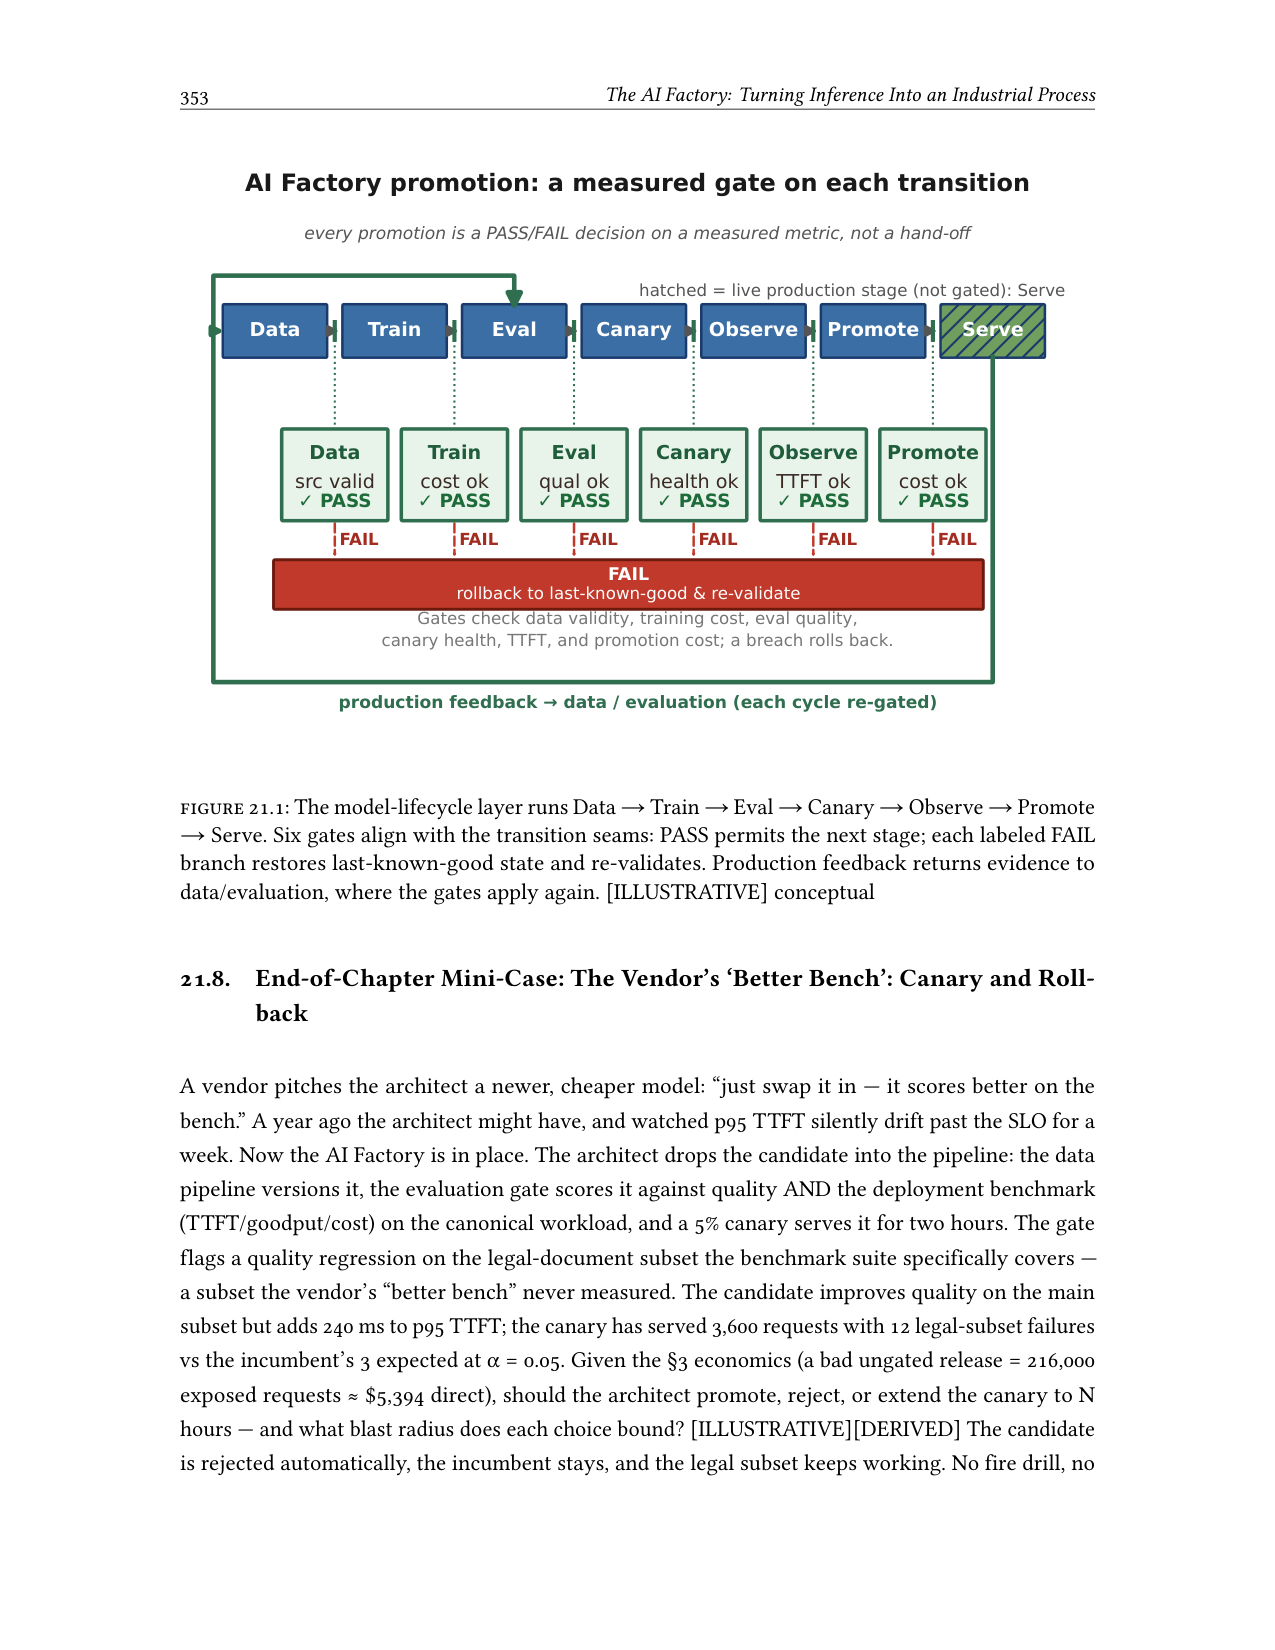 353
The AI Factory: Turning Inference Into an Industrial Process
AI Factory promotion: a measured gate on each transition
every promotion is a PASS/FAIL decision on a measured metric, not a hand-off
hatched = live production stage (not gated): Serve
Data Train Eval Canary Observe Promote Serve
Data Train Eval Canary Observe Promote
src valid cost ok qual ok health ok TTFT ok cost ok
✓ PASS ✓ PASS ✓ PASS ✓ PASS ✓ PASS ✓ PASS
FAIL FAIL FAIL FAIL FAIL FAIL
FAIL
rollback to last-known-good & re-validate
Gates check data validity, training cost, eval quality,
canary health, TTFT, and promotion cost; a breach rolls back.
production feedback → data / evaluation (each cycle re-gated)
FIGURE 21.1: The model-lifecycle layer runs Data → Train → Eval → Canary → Observe → Promote
→ Serve. Six gates align with the transition seams: PASS permits the next stage; each labeled FAIL
branch restores last-known-good state and re-validates. Production feedback returns evidence to
data/evaluation, where the gates apply again. [ILLUSTRATIVE] conceptual
21.8. End-of-Chapter Mini-Case: The Vendor’s ‘Better Bench’: Canary and Roll-
back
A vendor pitches the architect a newer, cheaper model: “just swap it in — it scores better on the
bench.” A year ago the architect might have, and watched p95 TTFT silently drift past the SLO for a
week. Now the AI Factory is in place. The architect drops the candidate into the pipeline: the data
pipeline versions it, the evaluation gate scores it against quality AND the deployment benchmark
(TTFT/goodput/cost) on the canonical workload, and a 5% canary serves it for two hours. The gate
flags a quality regression on the legal-document subset the benchmark suite specifically covers —
a subset the vendor’s “better bench” never measured. The candidate improves quality on the main
subset but adds 240 ms to p95 TTFT; the canary has served 3,600 requests with 12 legal-subset failures
vs the incumbent’s 3 expected at α = 0.05. Given the §3 economics (a bad ungated release = 216,000
exposed requests ≈ $5,394 direct), should the architect promote, reject, or extend the canary to N
hours — and what blast radius does each choice bound? [ILLUSTRATIVE][DERIVED] The candidate
is rejected automatically, the incumbent stays, and the legal subset keeps working. No fire drill, no